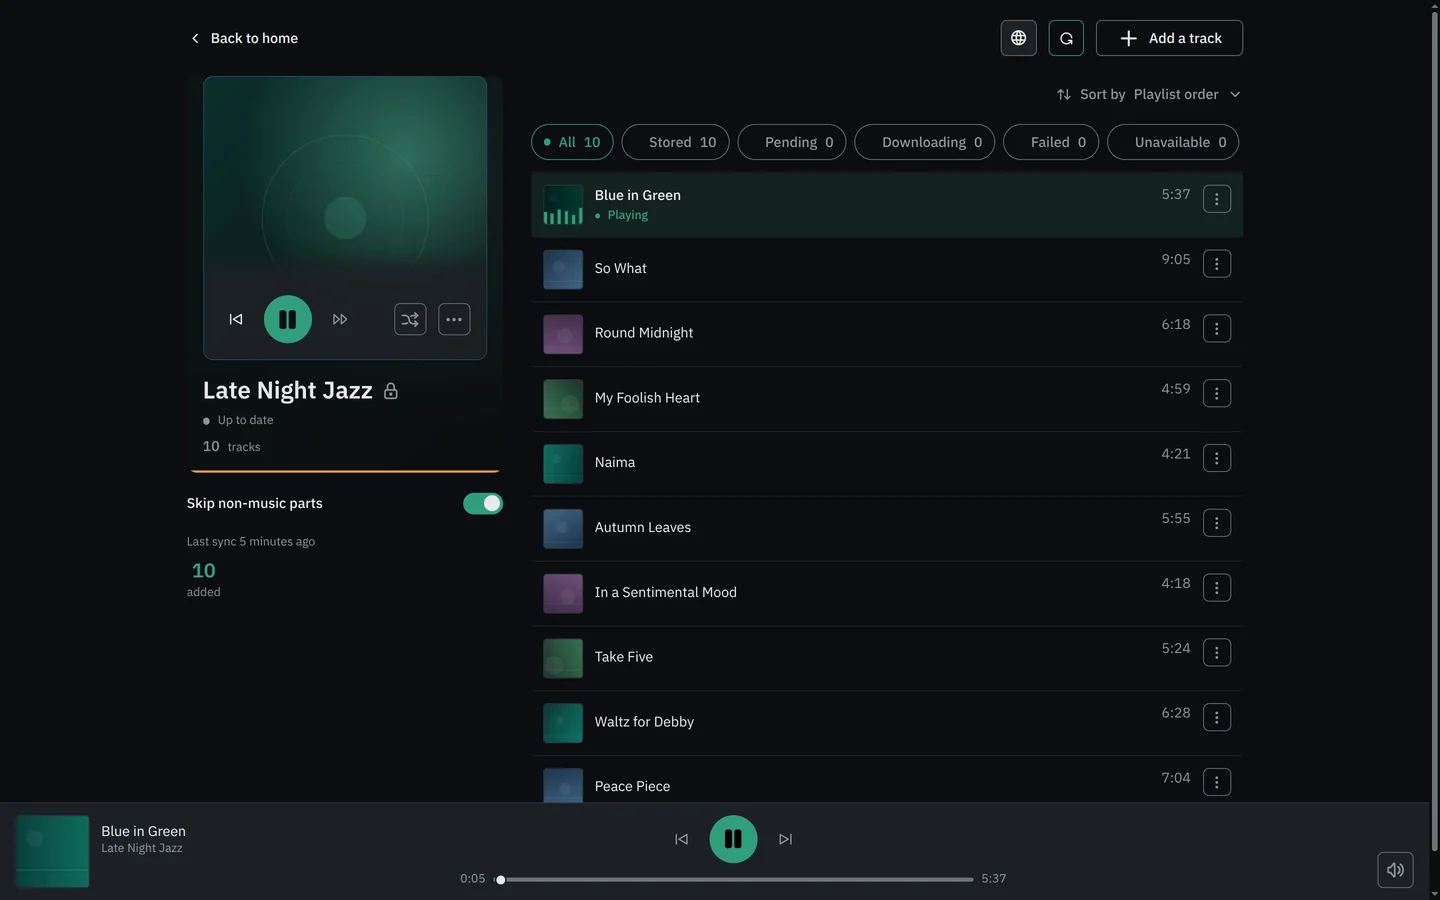 Back to home
Add a track
Sort by Playlist order
All 10 Stored 10 Pending 0 Downloading 0 Failed 0 Unavailable 0
Blue in Green 5:37
Playing
So What 9:05
Round Midnight 6:18
My Foolish Heart 4:59
Naima 4:21
Autumn Leaves 5:55
In a Sentimental Mood 4:18
Take Five 5:24
Waltz for Debby 6:28
Peace Piece 7:04
Late Night Jazz
Up to date
10 tracks
Skip non-music parts
Last sync 5 minutes ago
10
added
Blue in Green
Late Night Jazz
0:05 5:37